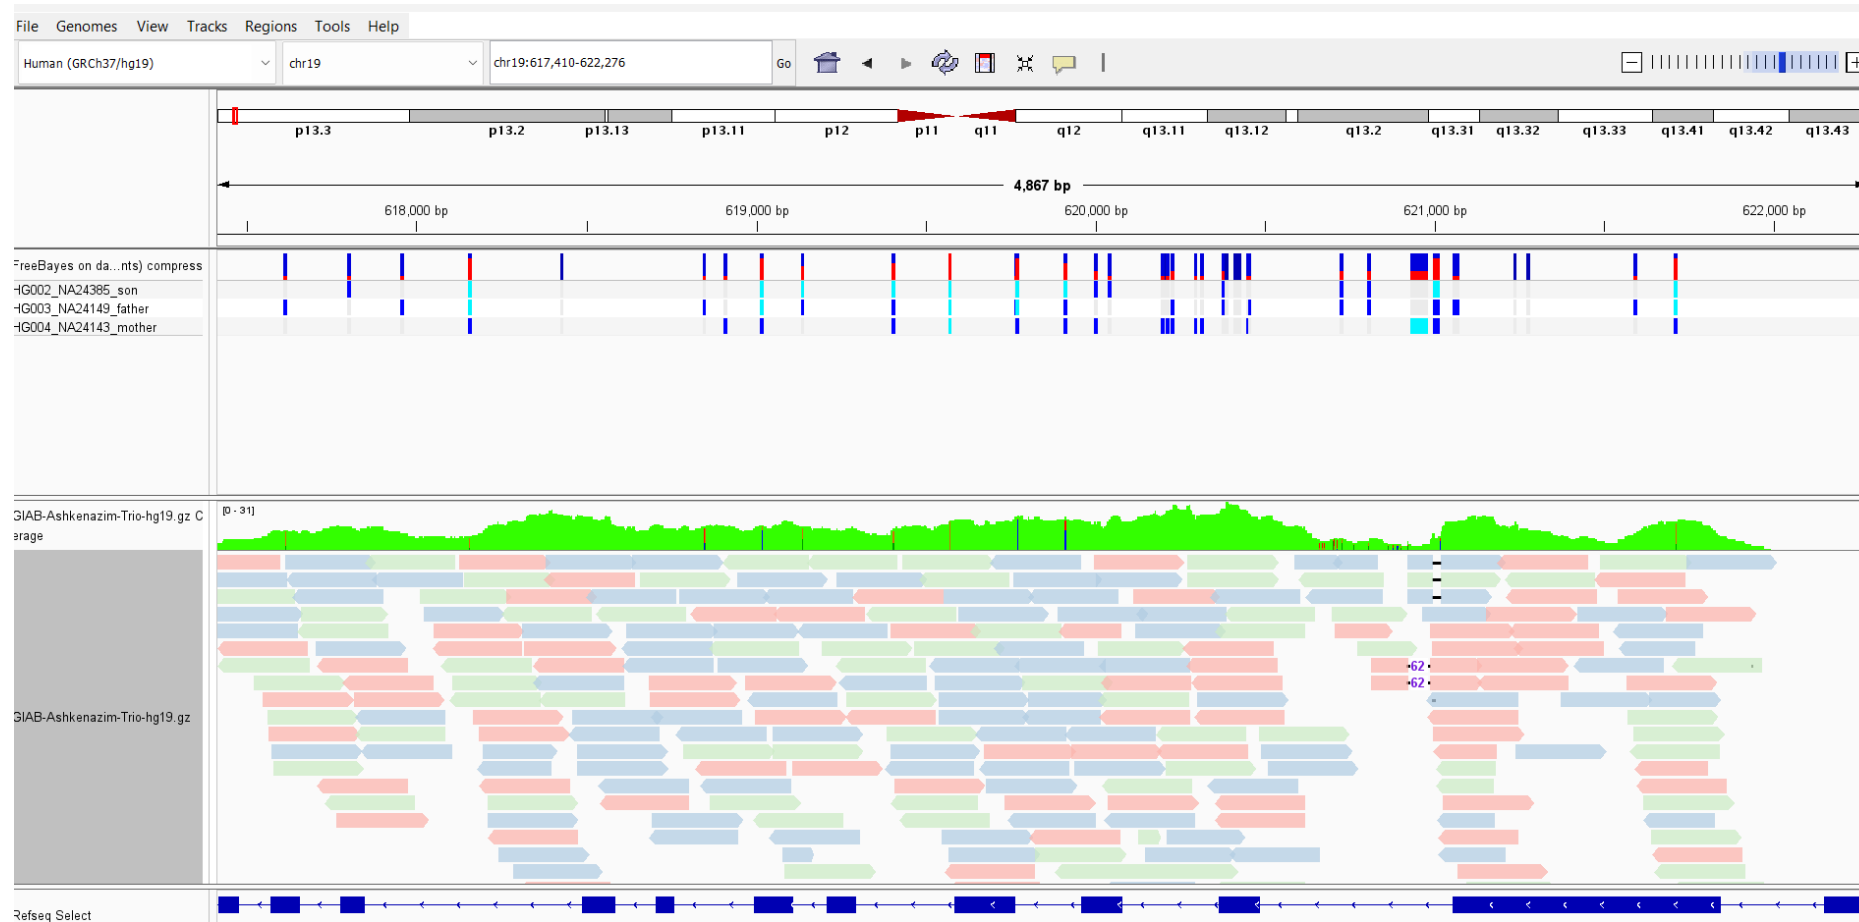 File Genomes View Tracks Regions Tools Help
Human (GRCh37/hg19) chr19 chr19:617,410-622,276 Go
p13.3 p13.2 p13.13 p13.11 p12 p11 q11 q12 q13.11 q13.12 q13.2 q13.31 q13.32 q13.33 q13.41 q13.42 q13.43
4,867 bp
618,000 bp 619,000 bp 620,000 bp 621,000 bp 622,000 bp
FreeBayes on da...nts) compress
HG002_NA24385_son
HG003_NA24149_father
HG004_NA24143_mother
GIAB-Ashkenazim-Trio-hg19.gz C
erage
[0 - 31]
62
62
GIAB-Ashkenazim-Trio-hg19.gz
Refseq Select